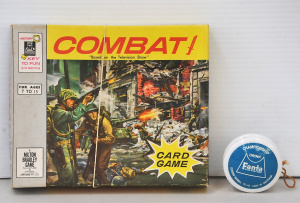 COMBAT!
"Based on the Television Show"
KEY
TO FUN
FOR AGES
7 TO 11
CARD
GAME
MILTON
BRADLEY
GAME
Fanta